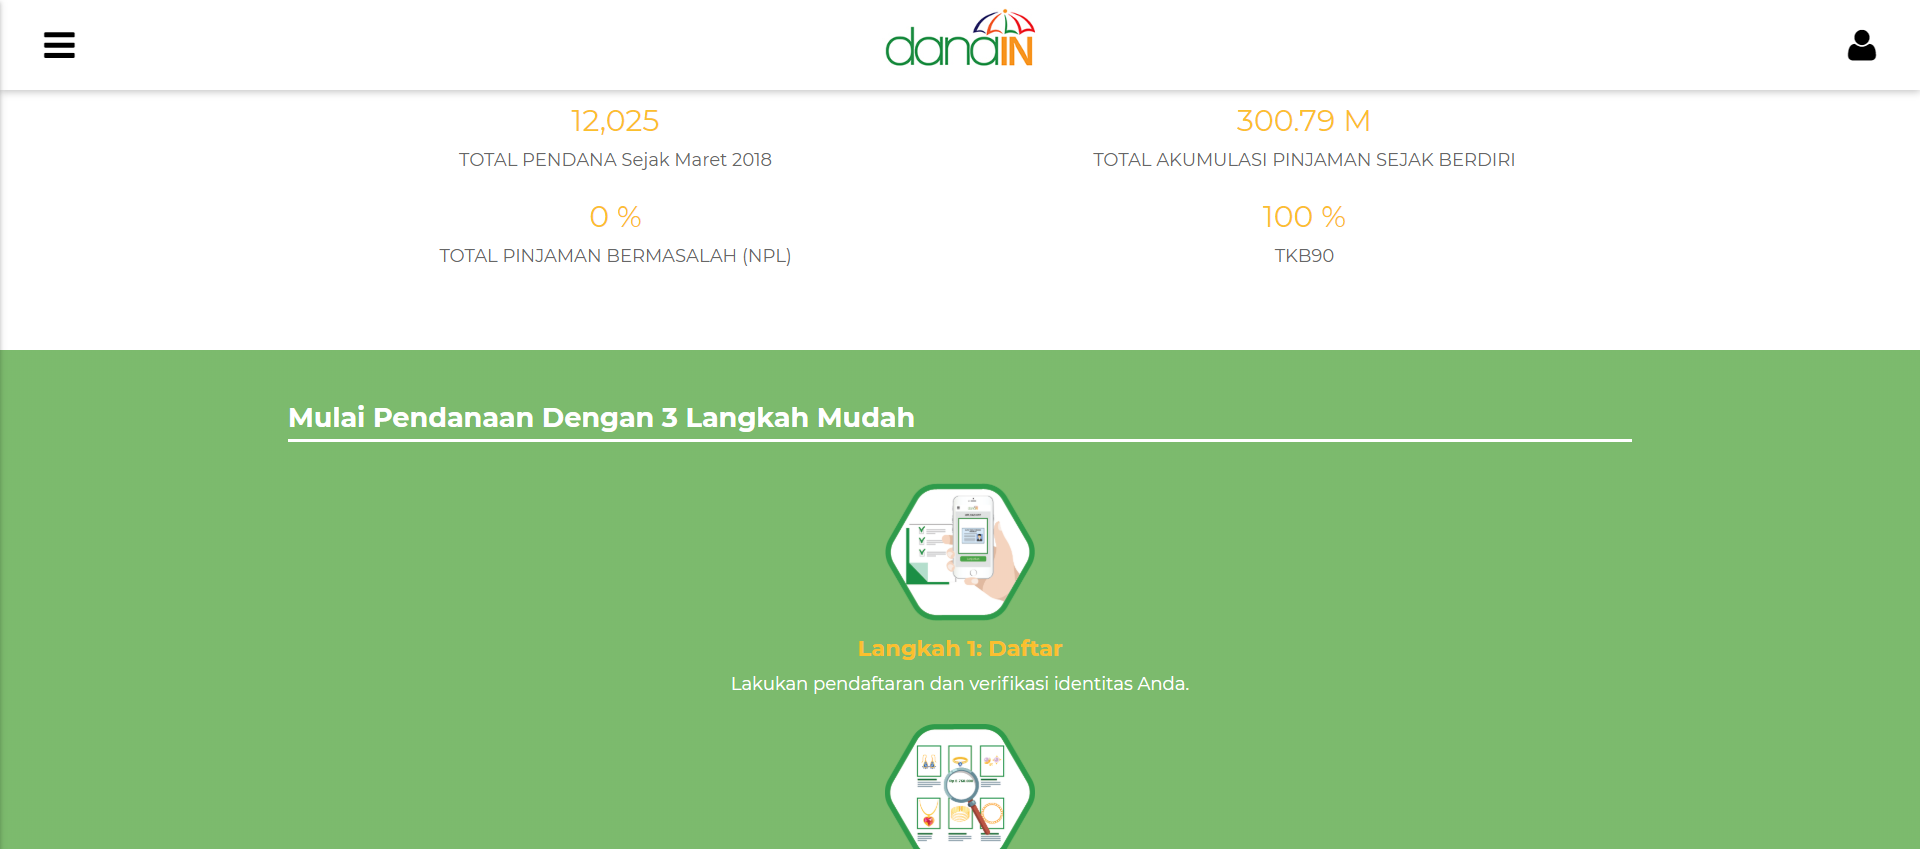 danaIN
12,025
TOTAL PENDANA Sejak Maret 2018
300.79 M
TOTAL AKUMULASI PINJAMAN SEJAK BERDIRI
0 %
TOTAL PINJAMAN BERMASALAH (NPL)
100 %
TKB90
Mulai Pendanaan Dengan 3 Langkah Mudah
Langkah 1: Daftar
Lakukan pendaftaran dan verifikasi identitas Anda.